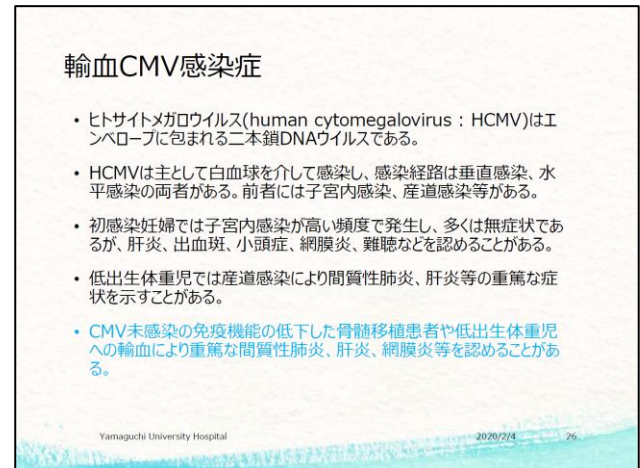 輸血CMV感染症
• ヒトサイトメガロウイルス(human cytomegalovirus : HCMV)はエ
ンベロープに包まれる二本鎖DNAウイルスである。
• HCMVは主として白血球を介して感染し、感染経路は垂直感染、水
平感染の両者がある。前者には子宮内感染、産道感染等がある。
• 初感染妊婦では子宮内感染が高い頻度で発生し、多くは無症状であ
るが、肝炎、出血斑、小頭症、網膜炎、難聴などを認めることがある。
• 低出生体重児では産道感染により間質性肺炎、肝炎等の重篤な症
状を示すことがある。
• CMV未感染の免疫機能の低下した骨髄移植患者や低出生体重児
への輸血により重篤な間質性肺炎、肝炎、網膜炎等を認めることがあ
る。
Yamaguchi University Hospital 2020/2/4 26